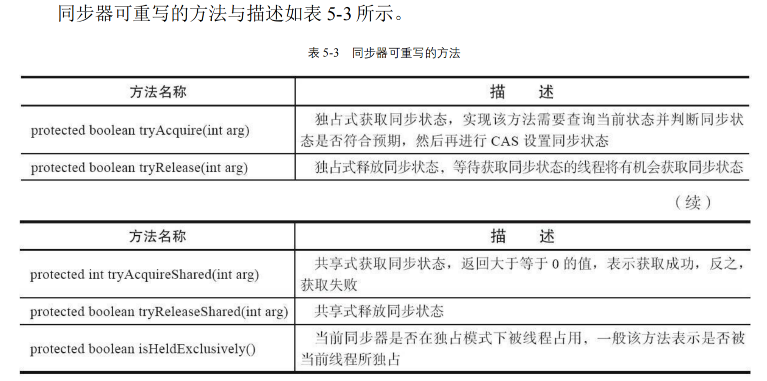 同步器可重写的方法与描述如表 5-3 所示。
表 5-3 同步器可重写的方法
方法名称 描 述
protected boolean tryAcquire(int arg) 独占式获取同步状态，实现该方法需要查询当前状态并判断同步状
态是否符合预期，然后再进行 CAS 设置同步状态
protected boolean tryRelease(int arg) 独占式释放同步状态，等待获取同步状态的线程将有机会获取同步状态
（续）
方法名称 描 述
protected int tryAcquireShared(int arg) 共享式获取同步状态，返回大于等于 0 的值，表示获取成功，反之，
获取失败
protected boolean tryReleaseShared(int arg) 共享式释放同步状态
protected boolean isHeldExclusively() 当前同步器是否在独占模式下被线程占用，一般该方法表示是否被
当前线程所独占